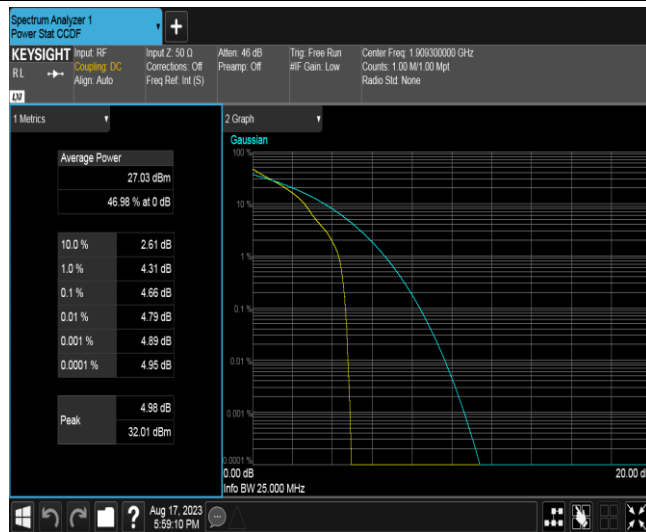 Spectrum Analyzer 1
Power Stat CCDF
+
KEYSIGHT
RL
LXI
Input: RF
Coupling: DC
Align: Auto
Input Z: 50 Ω
Corrections: Off
Freq Ref: Int (S)
Atten: 46 dB
Preamp: Off
Trig: Free Run
#IF Gain: Low
Center Freq: 1.909300000 GHz
Counts: 1.00 M/1.00 Mpt
Radio Std: None
1 Metrics
Average Power
27.03 dBm
46.98 % at 0 dB
10.0 % 2.61 dB
1.0 % 4.31 dB
0.1 % 4.66 dB
0.01 % 4.79 dB
0.001 % 4.89 dB
0.0001 % 4.95 dB
Peak
4.98 dB
32.01 dBm
2 Graph
Gaussian
100 %
10 %
1 %
0.1 %
0.01 %
0.001 %
0.0001 %
0.00 dB
20.00 d
Info BW 25.000 MHz
?
Aug 17, 2023
5:59:10 PM